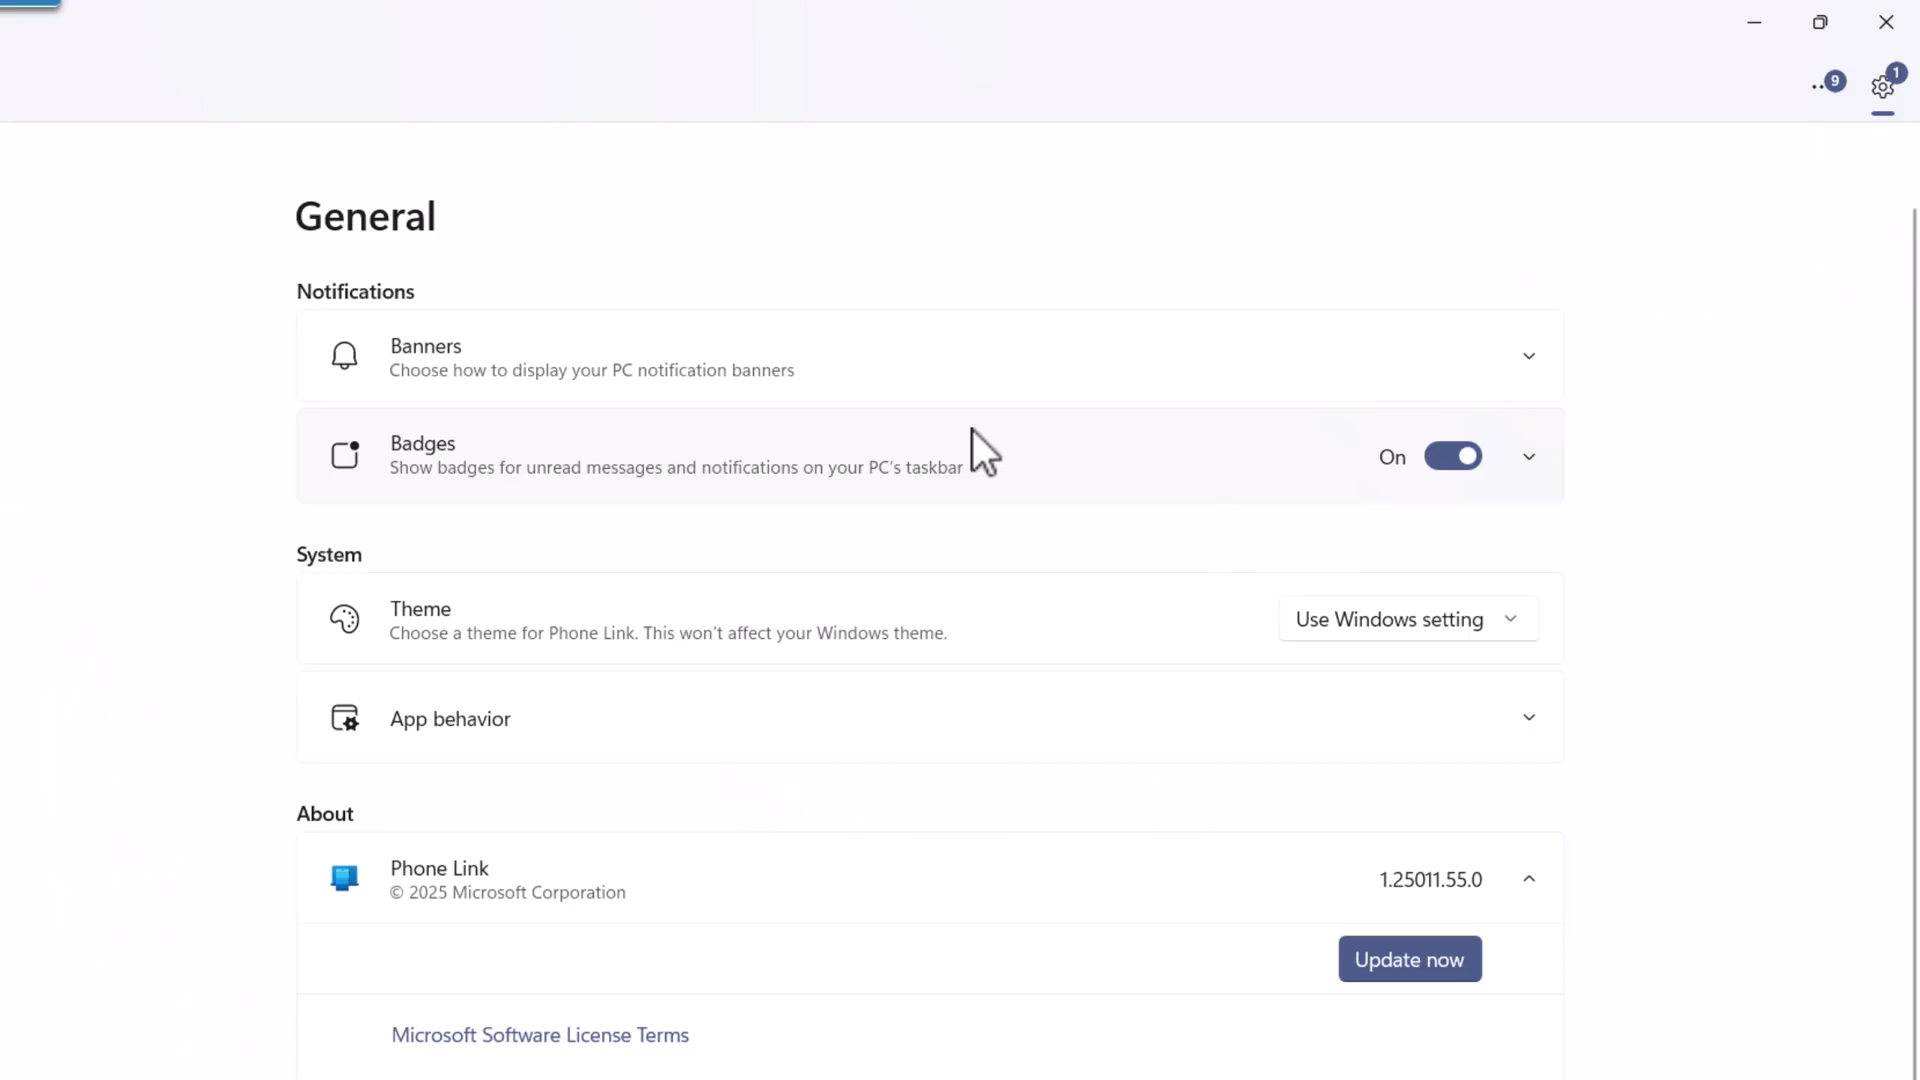 9
1
General
Notifications
Banners
Choose how to display your PC notification banners
Badges
Show badges for unread messages and notifications on your PC's taskbar
On
System
Theme
Choose a theme for Phone Link. This won't affect your Windows theme.
Use Windows setting
App behavior
About
Phone Link
© 2025 Microsoft Corporation
1.25011.55.0
Update now
Microsoft Software License Terms